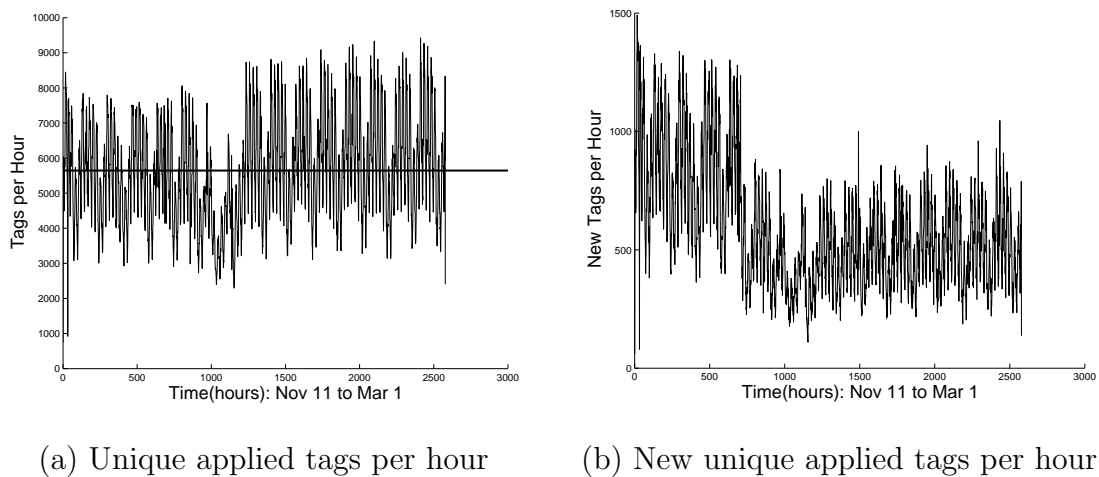 10000
9000
8000
7000
6000
5000
4000
3000
2000
1000
0
Tags per Hour
0 500 1000 1500 2000 2500 3000
Time(hours): Nov 11 to Mar 1
(a) Unique applied tags per hour
1500
1000
500
0
New Tags per Hour
0 500 1000 1500 2000 2500 3000
Time(hours): Nov 11 to Mar 1
(b) New unique applied tags per hour